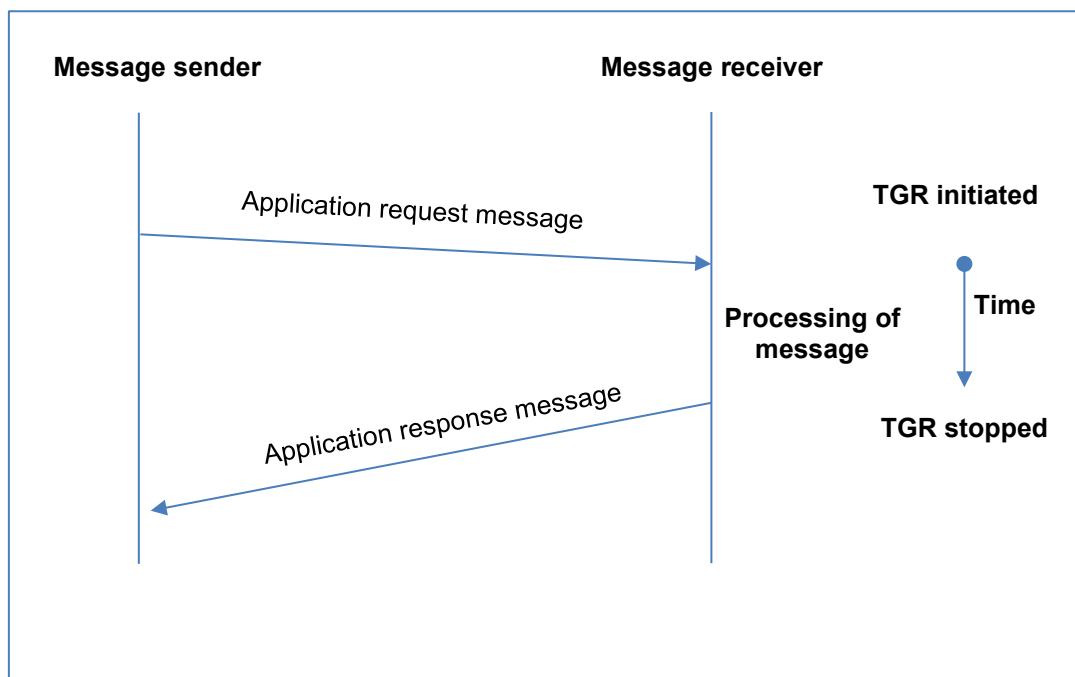 Message sender
Message receiver
Application request message
TGR initiated
Time
Processing of
message
Application response message
TGR stopped